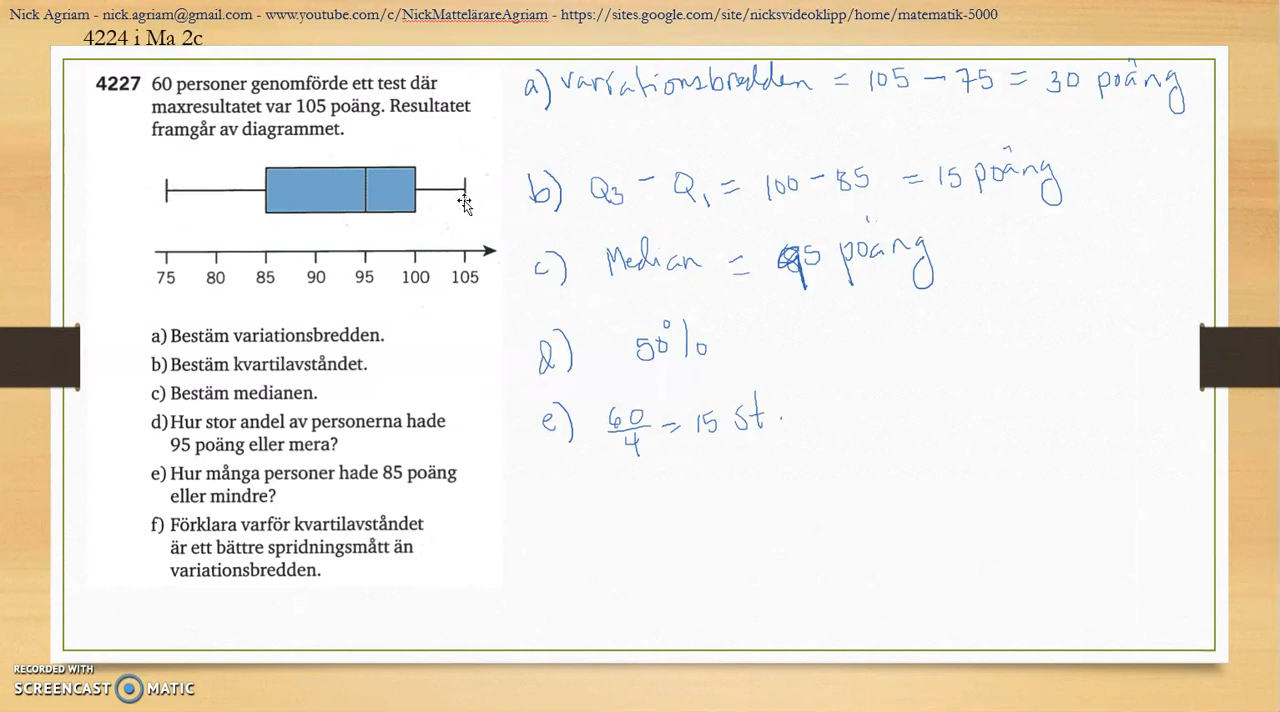 Nick Agriam - nick.agriam@gmail.com - www.youtube.com/c/NickMattelärareAgriam - https://sites.google.com/site/nicksvideoklipp/home/matematik-5000
4224 i Ma 2c
4227 60 personer genomförde ett test där
maxresultatet var 105 poäng. Resultatet
framgår av diagrammet.
75 80 85 90 95 100 105
a) Bestäm variationsbredden.
b) Bestäm kvartilavståndet.
c) Bestäm medianen.
d) Hur stor andel av personerna hade
95 poäng eller mera?
e) Hur många personer hade 85 poäng
eller mindre?
f) Förklara varför kvartilavståndet
är ett bättre spridningsmått än
variationsbredden.
a) variationsbredden = 105 - 75 = 30 poäng
b) Q3 - Q1 = 100 - 85 = 15 poäng
c) Median = 95 poäng
d) 50%
e) 60/4 = 15 st.
RECORDED WITH
SCREENCAST MATIC